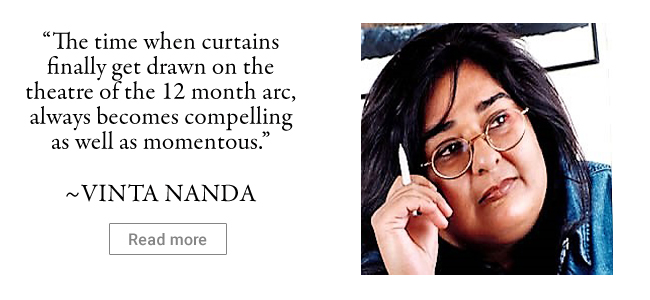 “The time when curtains
finally get drawn on the
theatre of the 12 month arc,
always becomes compelling
as well as momentous.”
~VINTA NANDA
Read more